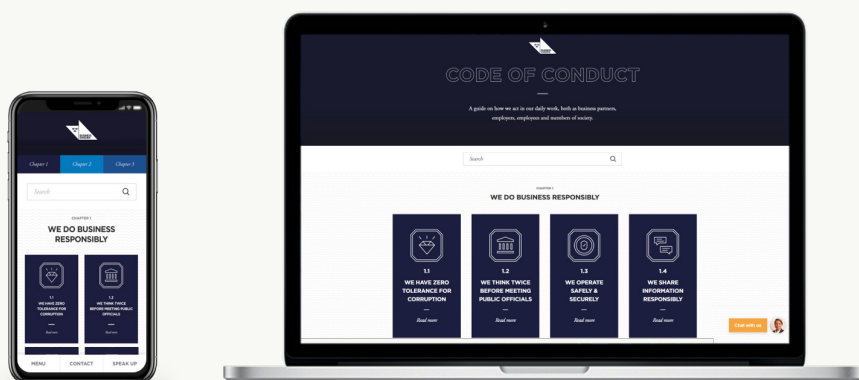 Chapter 1
Chapter 2
Chapter 3
Search
CHAPTER 1
WE DO BUSINESS
RESPONSIBLY
1.1
WE HAVE ZERO
TOLERANCE FOR
CORRUPTION
Read more
1.2
WE THINK TWICE
BEFORE MEETING PUBLIC
OFFICIALS
Read more
MENU
CONTACT
SPEAK UP
CODE OF CONDUCT
A guide on how we act in our daily work, both as business partners,
employers, employees and members of society.
Search
CHAPTER 1
WE DO BUSINESS RESPONSIBLY
1.1
WE HAVE ZERO
TOLERANCE FOR
CORRUPTION
Read more
1.2
WE THINK TWICE
BEFORE MEETING
PUBLIC OFFICIALS
Read more
1.3
WE OPERATE
SAFELY &
SECURELY
Read more
1.4
WE SHARE
INFORMATION
RESPONSIBLY
Read more
Chat with us